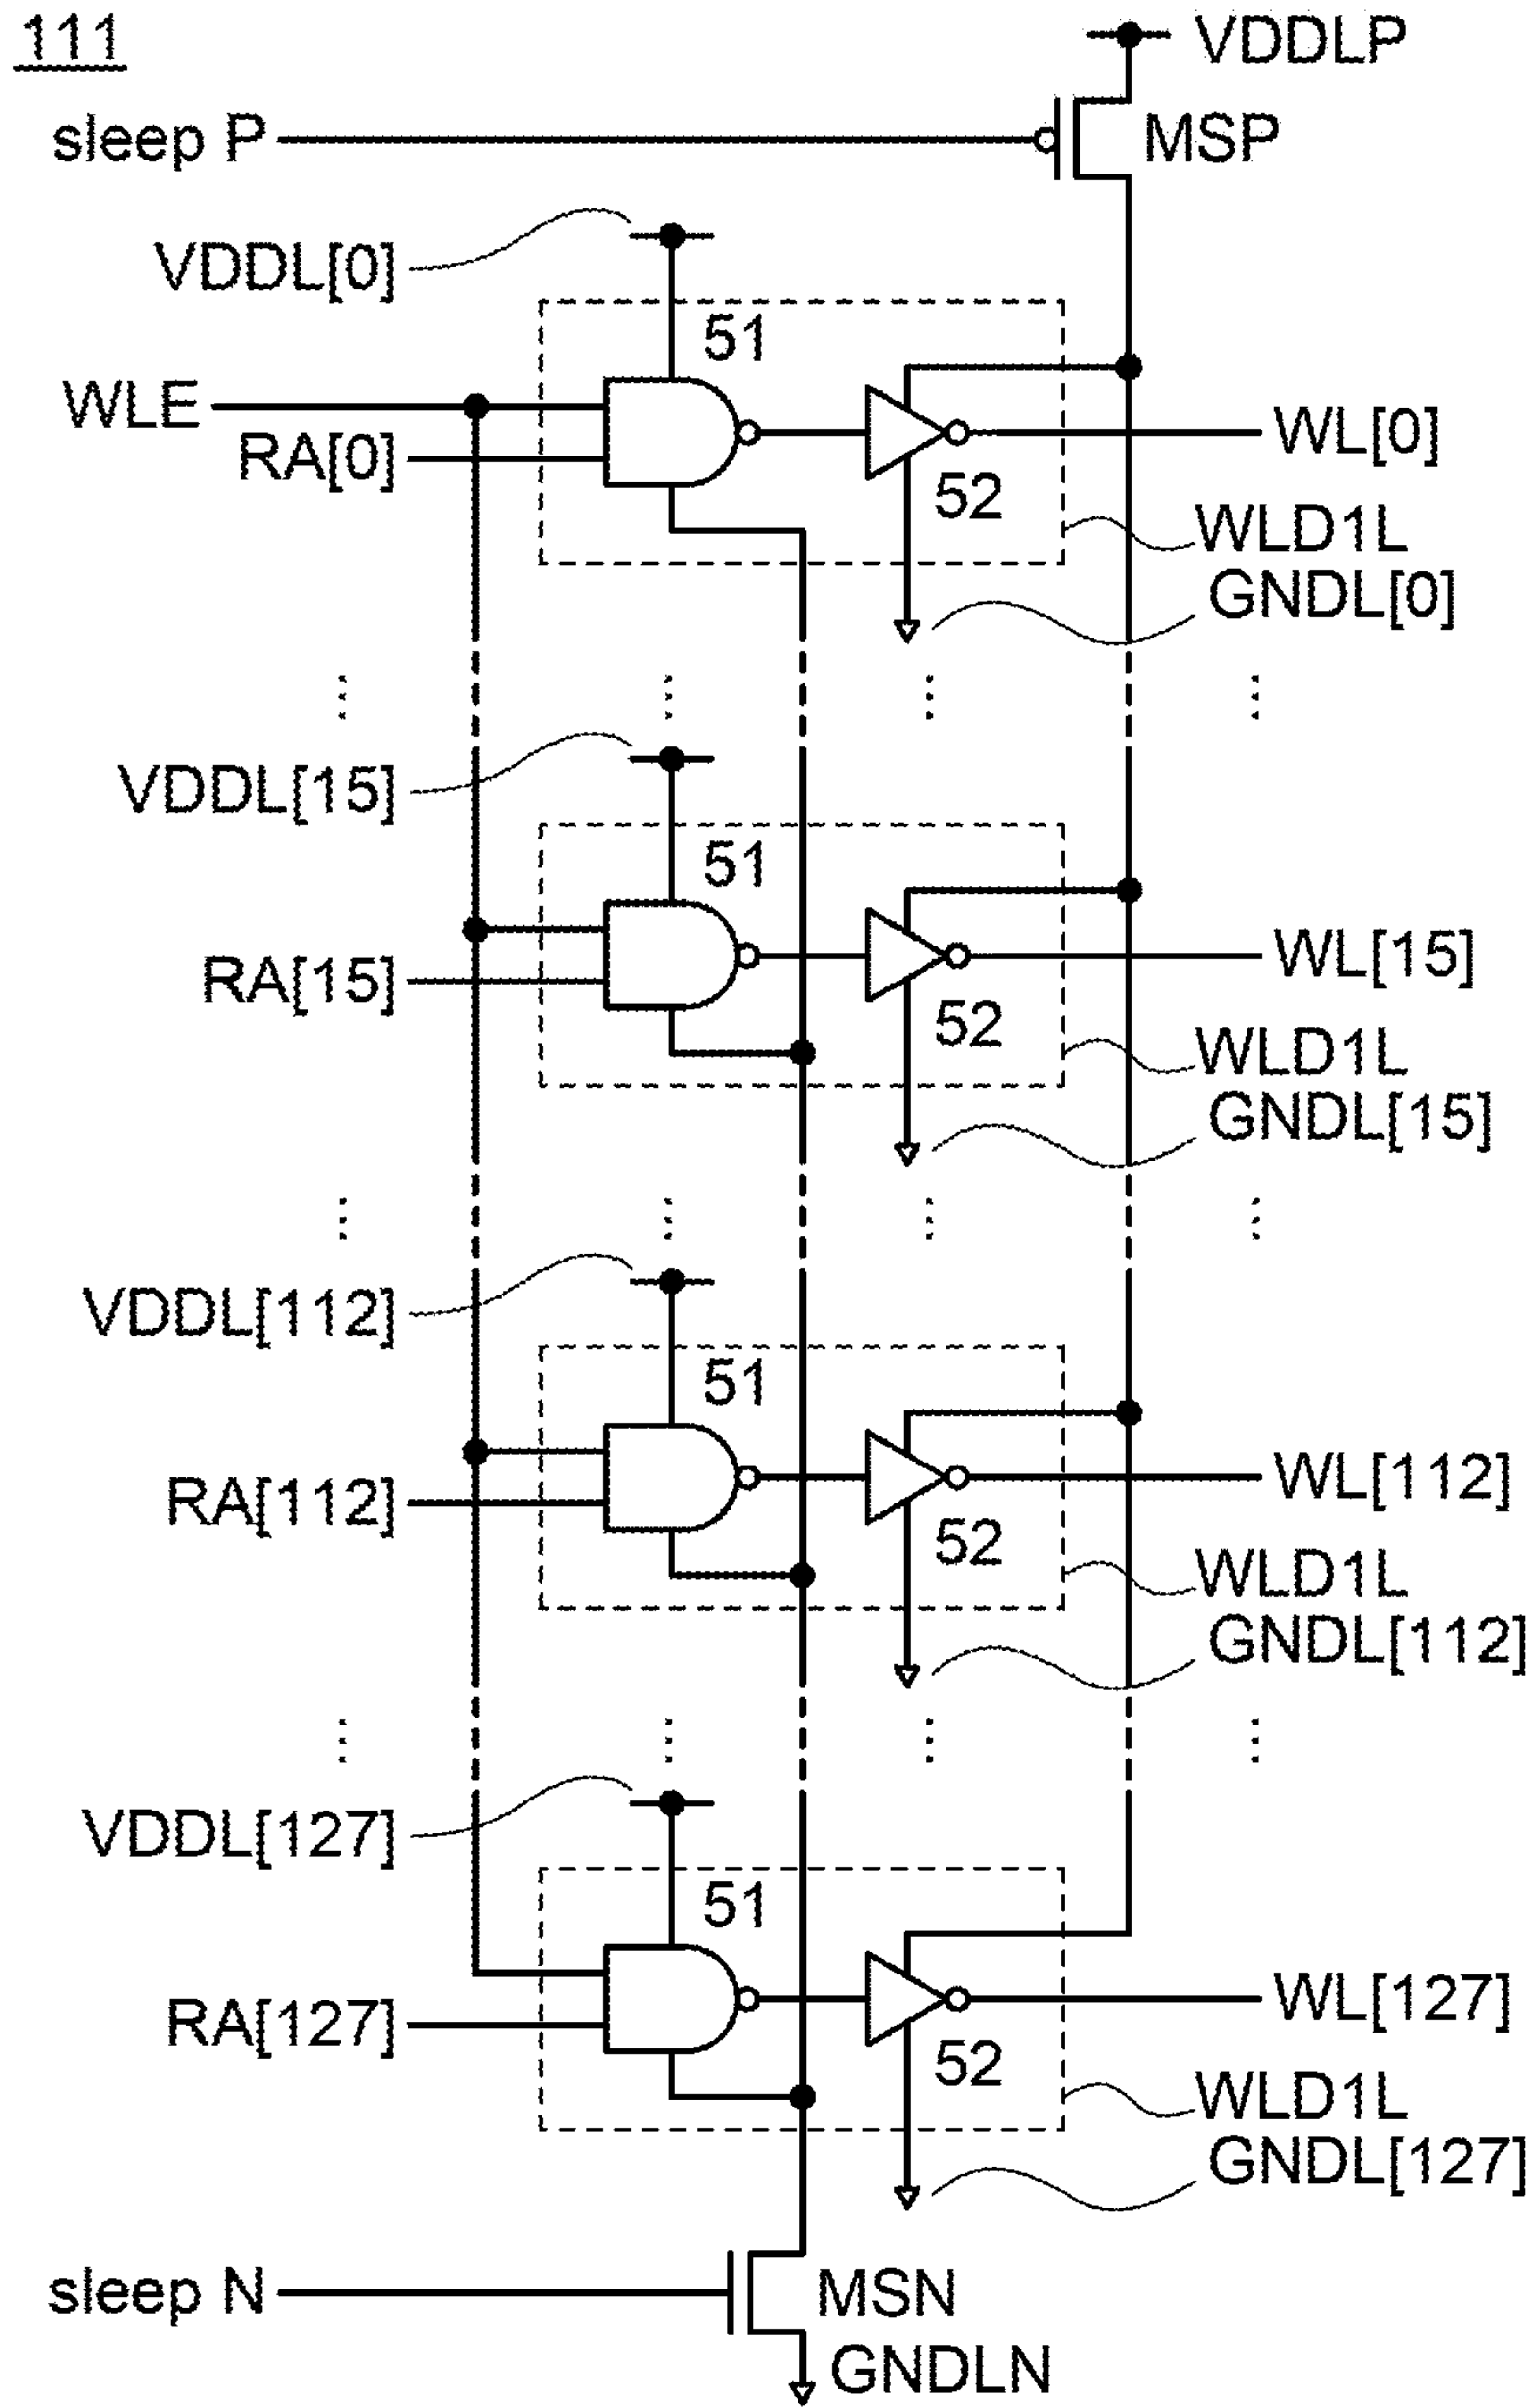 111
VDDLP
sleep P
MSP
VDDL[0]
51
WLE
RA[0]
WL[0]
52
WLD1L
GNDL[0]
VDDL[15]
51
RA[15]
WL[15]
52
WLD1L
GNDL[15]
VDDL[112]
51
RA[112]
WL[112]
52
WLD1L
GNDL[112]
VDDL[127]
51
RA[127]
WL[127]
52
WLD1L
GNDL[127]
sleep N
MSN
GNDLN